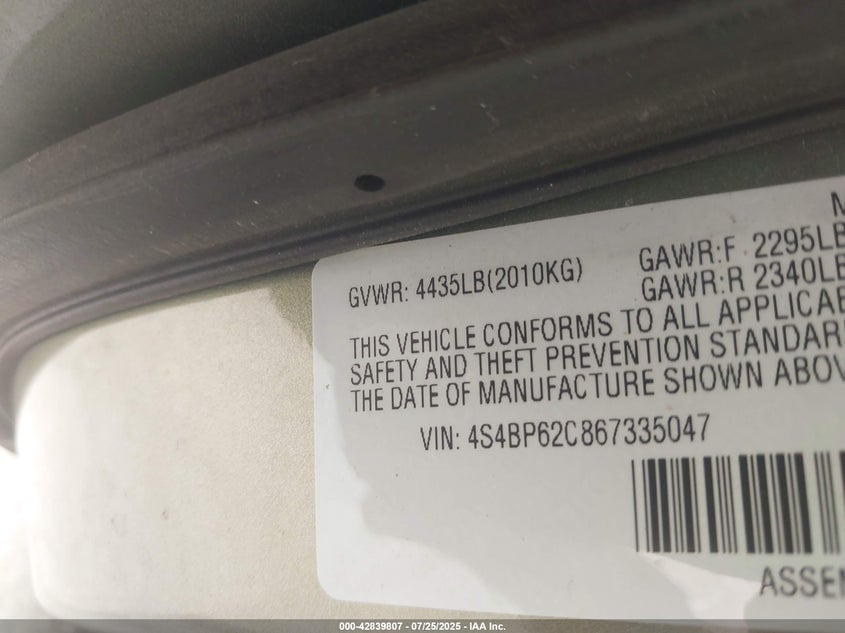 M
GVWR: 4435LB(2010KG)
GAWR:F 2295LB
GAWR:R 2340LB
THIS VEHICLE CONFORMS TO ALL APPLICAB
SAFETY AND THEFT PREVENTION STANDAR
THE DATE OF MANUFACTURE SHOWN ABOV
VIN: 4S4BP62C867335047
ASSEM
000-42839807 - 07/25/2025 - IAA Inc.